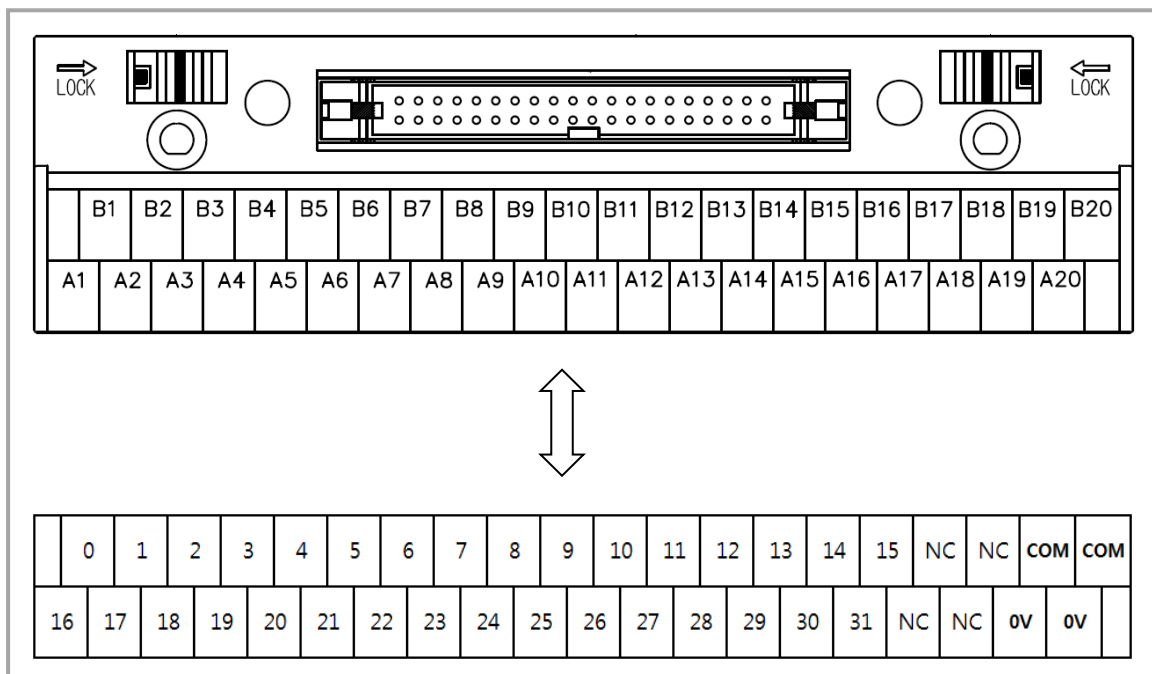 LOCK LOCK
B1 B2 B3 B4 B5 B6 B7 B8 B9 B10 B11 B12 B13 B14 B15 B16 B17 B18 B19 B20
A1 A2 A3 A4 A5 A6 A7 A8 A9 A10 A11 A12 A13 A14 A15 A16 A17 A18 A19 A20
0 1 2 3 4 5 6 7 8 9 10 11 12 13 14 15 NC NC COM COM
16 17 18 19 20 21 22 23 24 25 26 27 28 29 30 31 NC NC 0V 0V